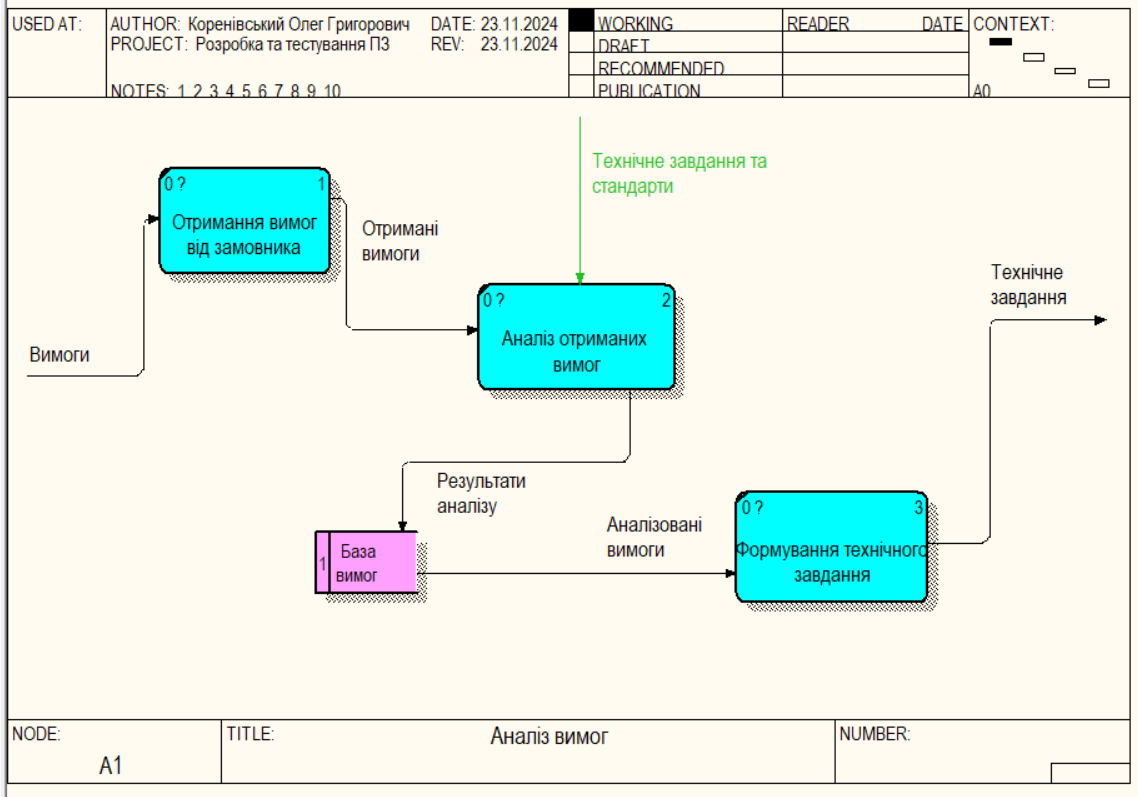 USED AT:
AUTHOR: Коренівський Олег Григорович
DATE: 23.11.2024
PROJECT: Розробка та тестування ПЗ
REV: 23.11.2024
NOTES: 1 2 3 4 5 6 7 8 9 10
WORKING
DRAFT
RECOMMENDED
PUBLICATION
READER
DATE
CONTEXT:
A0
Технічне завдання та
стандарти
0 ?
1
Отримання вимог
від замовника
Отримані
вимоги
Технічне
завдання
0 ?
2
Аналіз отриманих
вимог
Вимоги
Результати
аналізу
0 ?
3
Формування технічного
завдання
Аналізовані
вимоги
1
База
вимог
NODE:
A1
TITLE:
Аналіз вимог
NUMBER: